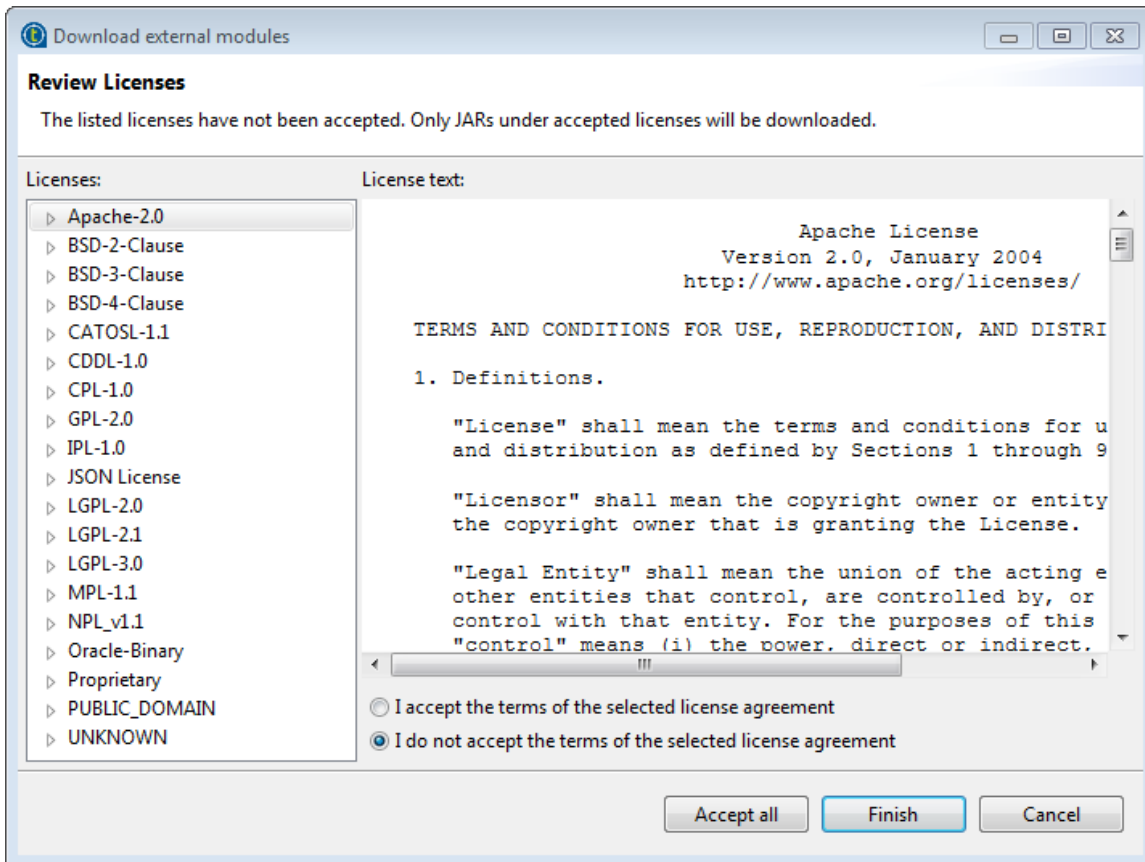 Download external modules
Review Licenses
The listed licenses have not been accepted. Only JARs under accepted licenses will be downloaded.
Licenses:
Apache-2.0
BSD-2-Clause
BSD-3-Clause
BSD-4-Clause
CATOSL-1.1
CDDL-1.0
CPL-1.0
GPL-2.0
IPL-1.0
JSON License
LGPL-2.0
LGPL-2.1
LGPL-3.0
MPL-1.1
NPL_v1.1
Oracle-Binary
Proprietary
PUBLIC_DOMAIN
UNKNOWN
License text:
Apache License
Version 2.0, January 2004
http://www.apache.org/licenses/
TERMS AND CONDITIONS FOR USE, REPRODUCTION, AND DISTRI
1. Definitions.
"License" shall mean the terms and conditions for u
and distribution as defined by Sections 1 through 9
"Licensor" shall mean the copyright owner or entity
the copyright owner that is granting the License.
"Legal Entity" shall mean the union of the acting e
other entities that control, are controlled by, or
control with that entity. For the purposes of this
"control" means (i) the power, direct or indirect,
I accept the terms of the selected license agreement
I do not accept the terms of the selected license agreement
Accept all
Finish
Cancel